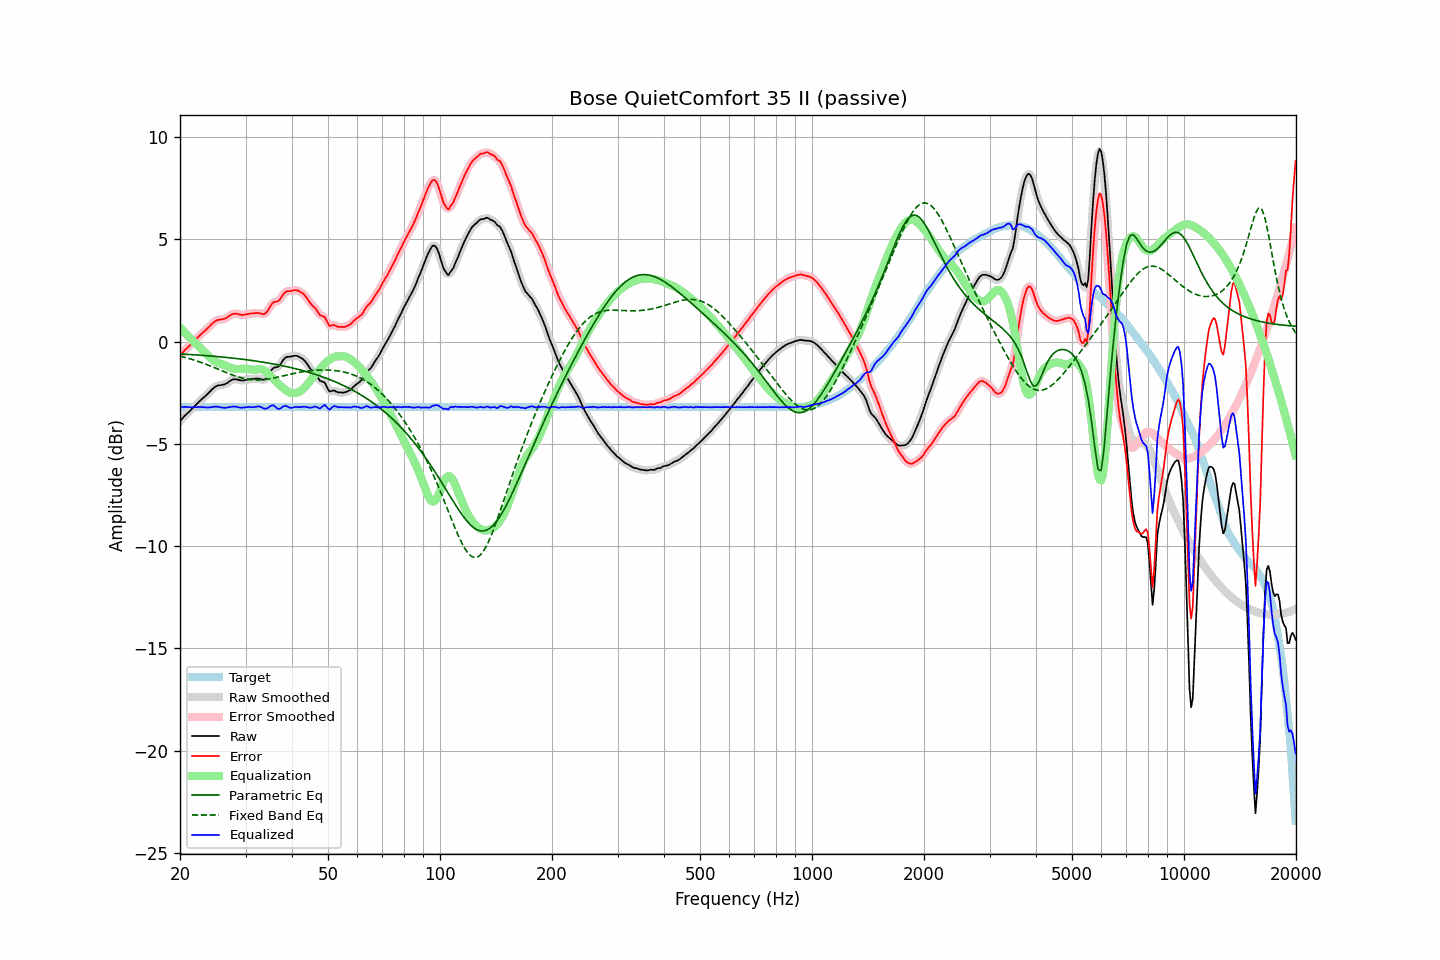 Bose QuietComfort 35 II (passive)
Amplitude (dBr)
10
5
0
−5
−10
−15
−20
−25
Target
Raw Smoothed
Error Smoothed
Raw
Error
Equalization
Parametric Eq
Fixed Band Eq
Equalized
20 50 100 200 500 1000 2000 5000 10000 20000
Frequency (Hz)